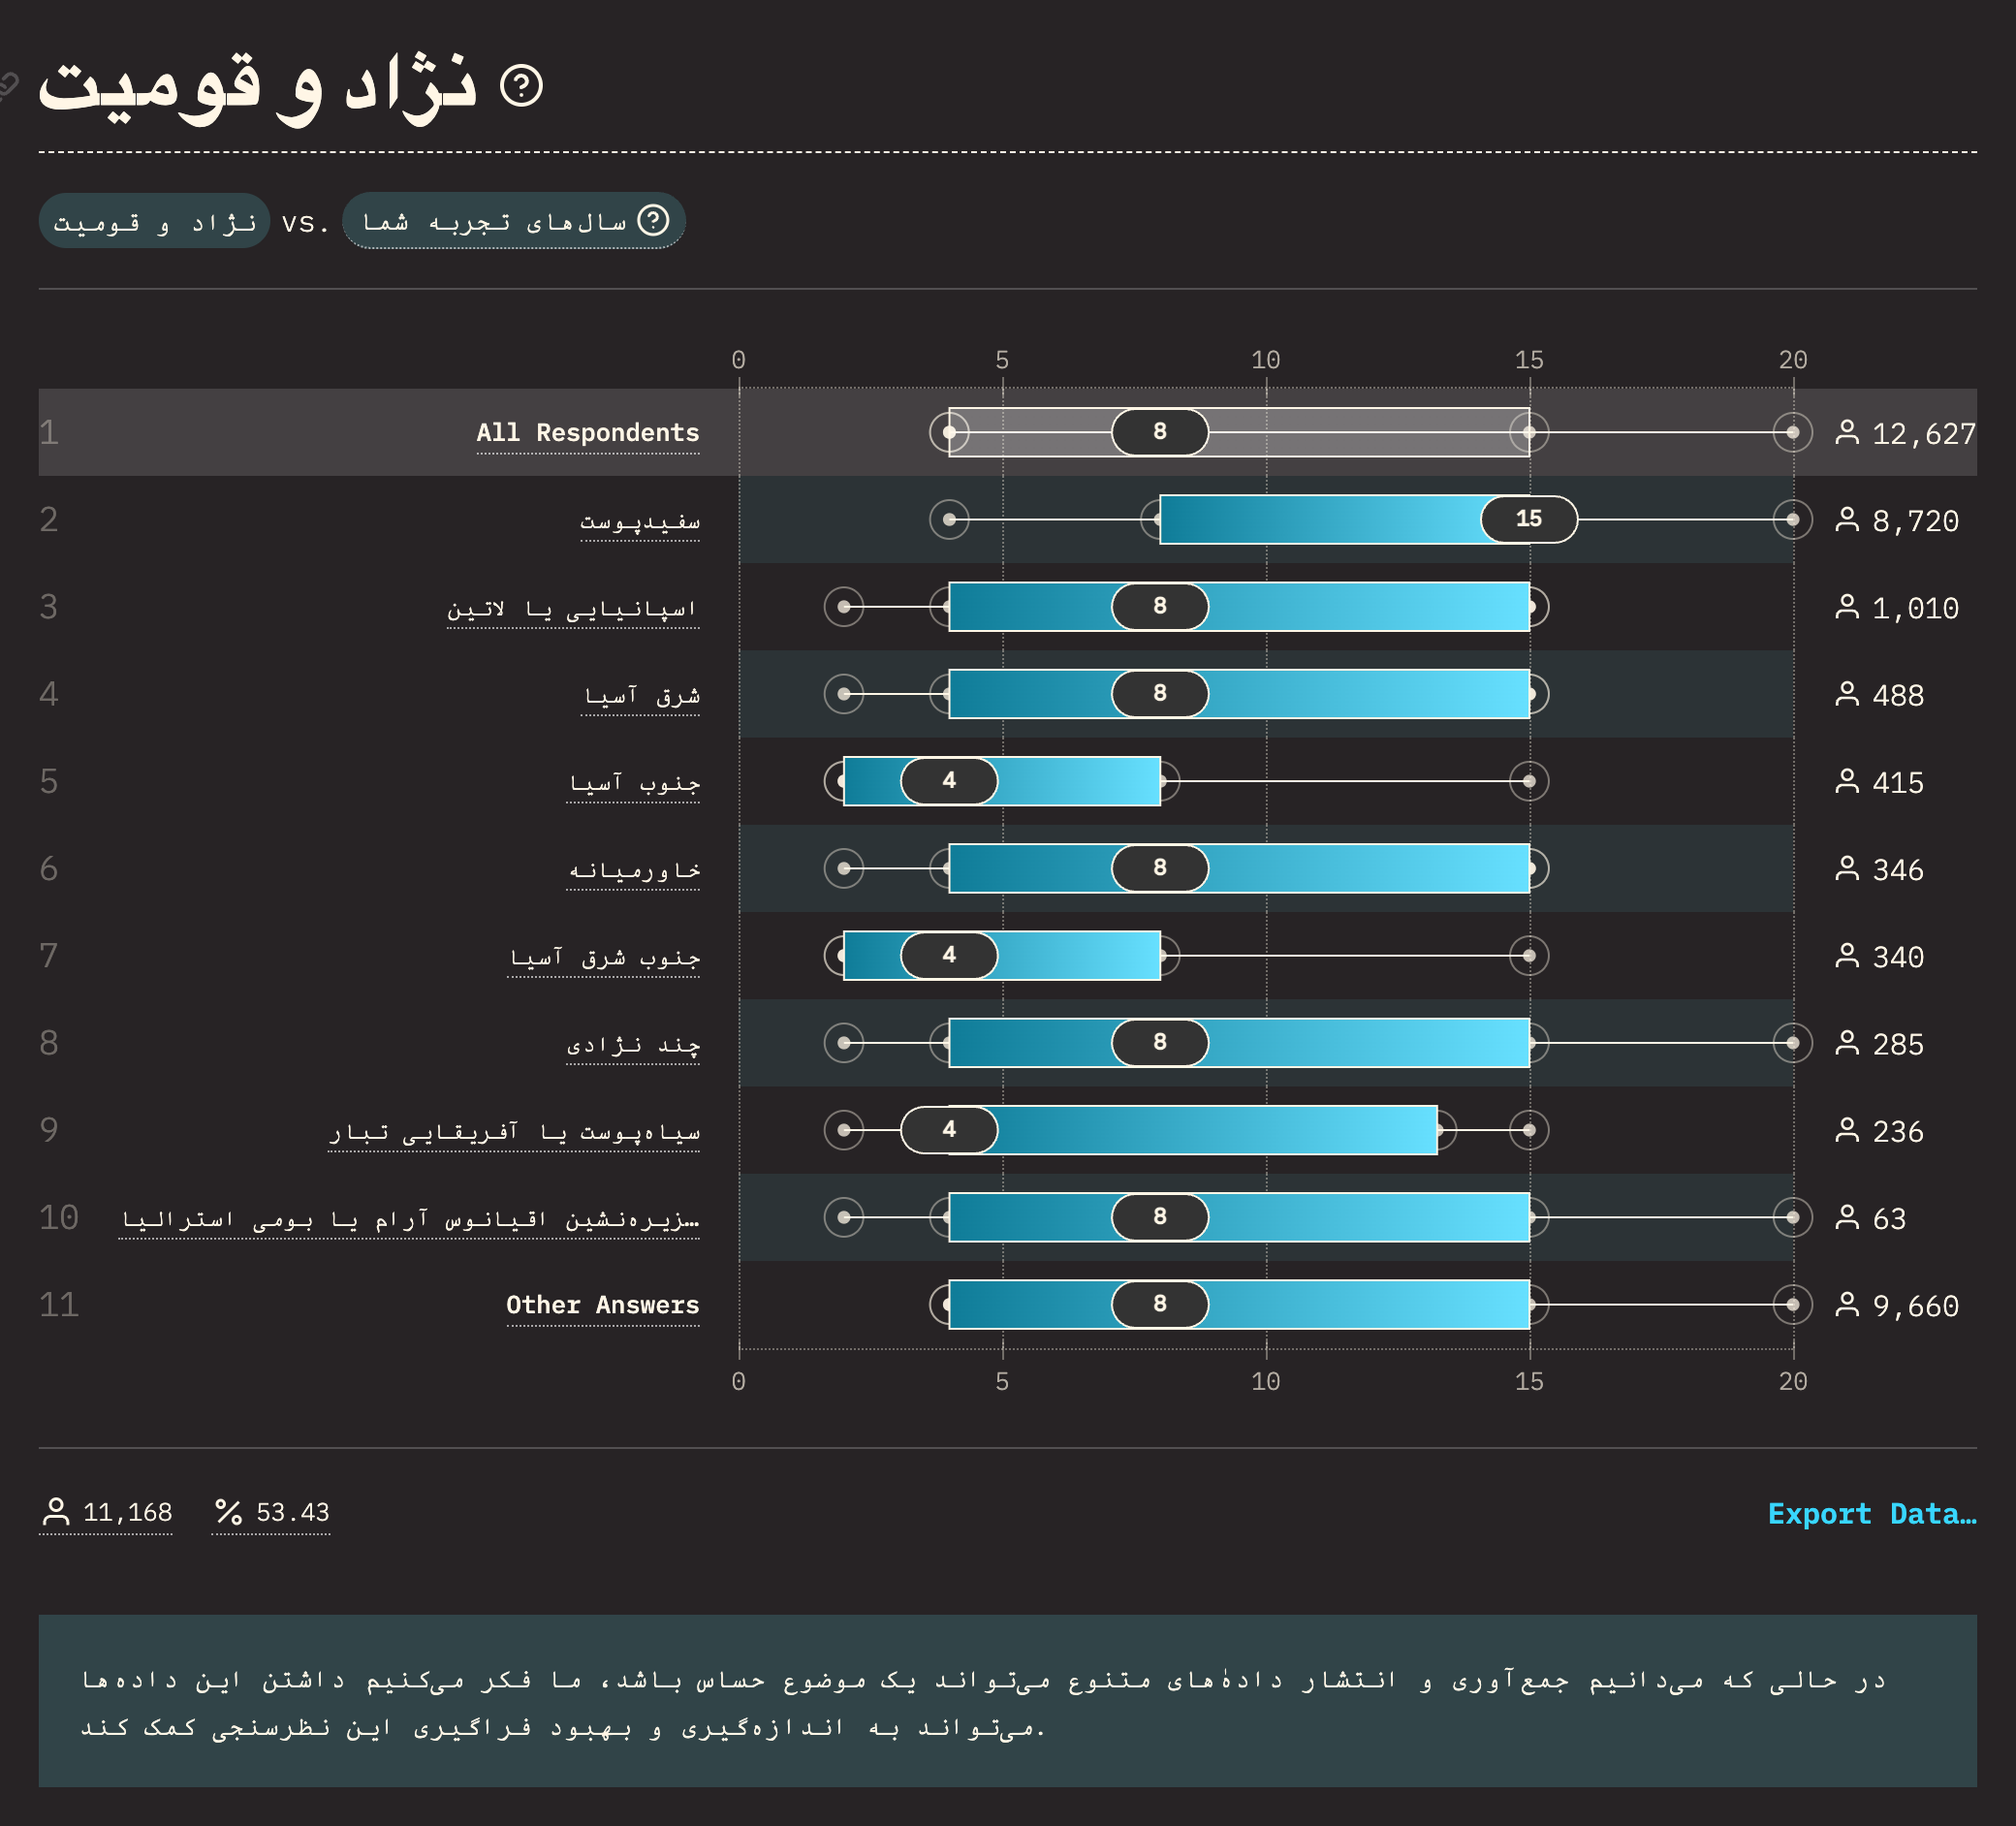 نژاد و قومیت
نژاد و قومیت vs. سال‌های تجربه شما
0 5 10 15 20
1 All Respondents 8 12,627
2 سفیدپوست 15 8,720
3 اسپانیایی یا لاتین 8 1,010
4 شرق آسیا 8 488
5 جنوب آسیا 4 415
6 خاورمیانه 8 346
7 جنوب شرق آسیا 4 340
8 چند نژادی 8 285
9 سیاه‌پوست یا آفریقایی تبار 4 236
10 زیره‌نشین اقیانوس آرام یا بومی استرالیا… 8 63
11 Other Answers 8 9,660
0 5 10 15 20
11,168 % 53.43 Export Data…
در حالی که می‌دانیم جمع‌آوری و انتشار دادهٔ‌های متنوع می‌تواند یک موضوع حساس باشد، ما فکر می‌کنیم داشتن این داده‌ها
می‌تواند به اندازه‌گیری و بهبود فراگیری این نظرسنجی کمک کند.